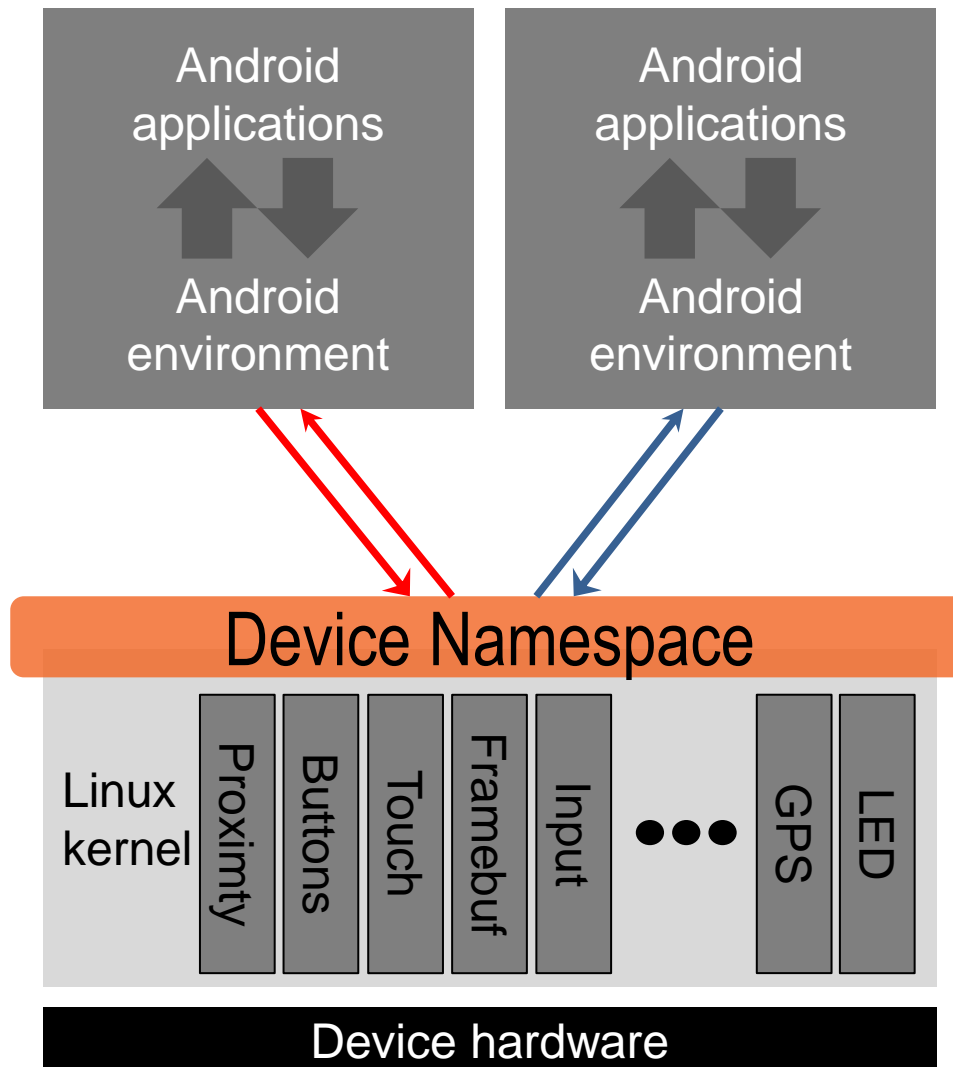 Android
applications
Android
environment
Android
applications
Android
environment
Device Namespace
Linux
kernel
Proximty
Buttons
Touch
Framebuf
Input
GPS
LED
Device hardware